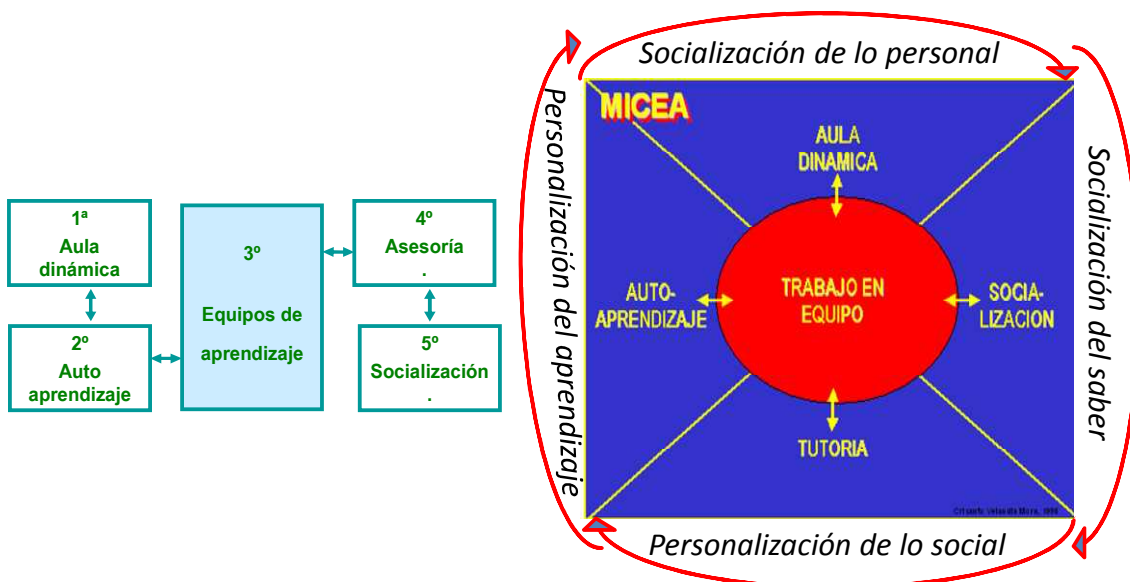 1ª
Aula
dinámica
2º
Auto
aprendizaje
3º
Equipos de
aprendizaje
4º
Asesoría
.
5º
Socialización
.
Socialización de lo personal
Personalización del aprendizaje
MICEA
AULA
DINAMICA
AUTO-
APRENDIZAJE
TRABAJO EN
EQUIPO
SOCIA-
LIZACION
TUTORIA
Socialización del saber
Personalización de lo social